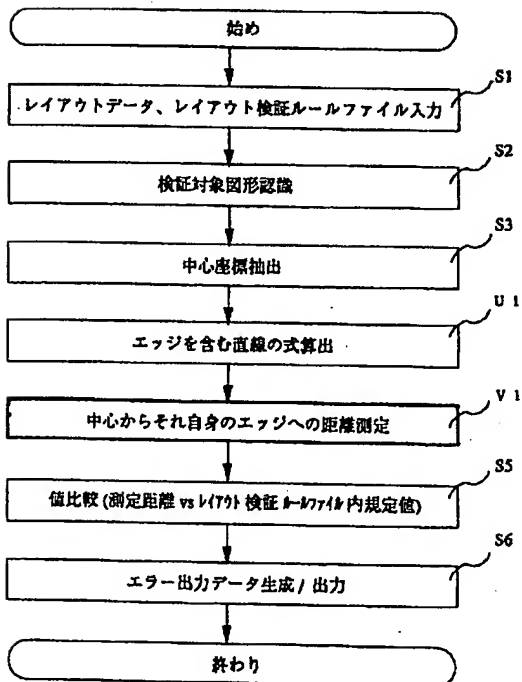 始め
S1
レイアウトデータ、レイアウト検証ルールファイル入力
S2
検証対象図形認識
S3
中心座標抽出
U1
エッジを含む直線の式算出
V1
中心からそれ自身のエッジへの距離測定
S5
値比較(測定距離 vs レイアウト検証ルールファイル内規定値)
S6
エラー出力データ生成 / 出力
終わり